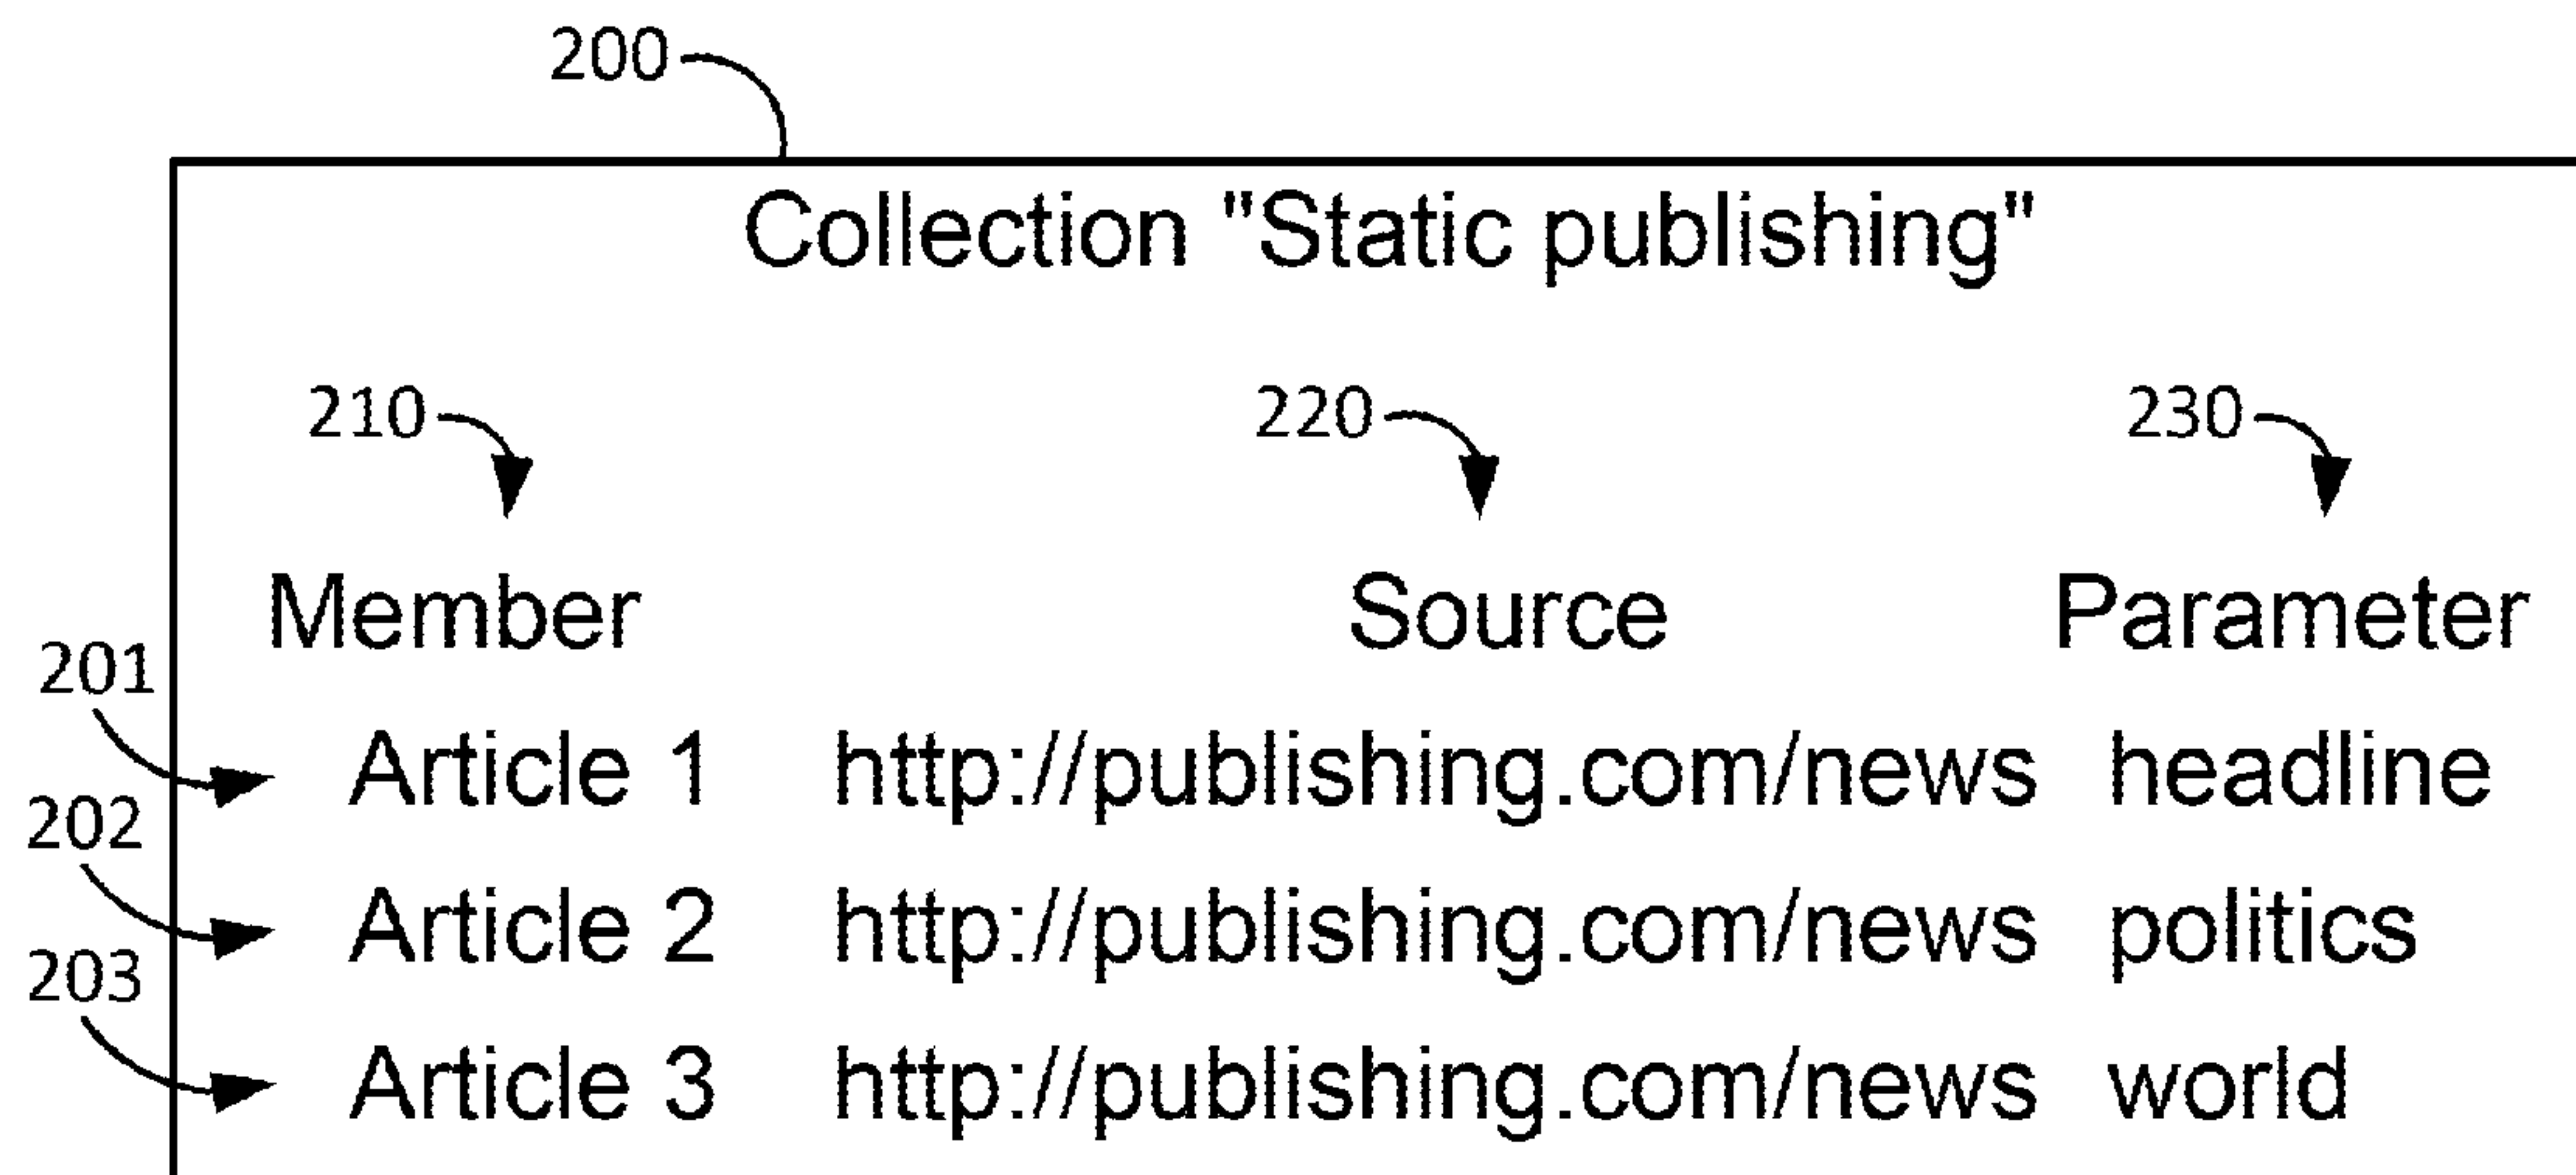 200
Collection "Static publishing"
210 220 230
Member Source Parameter
201
Article 1 http://publishing.com/news headline
202
Article 2 http://publishing.com/news politics
203
Article 3 http://publishing.com/news world